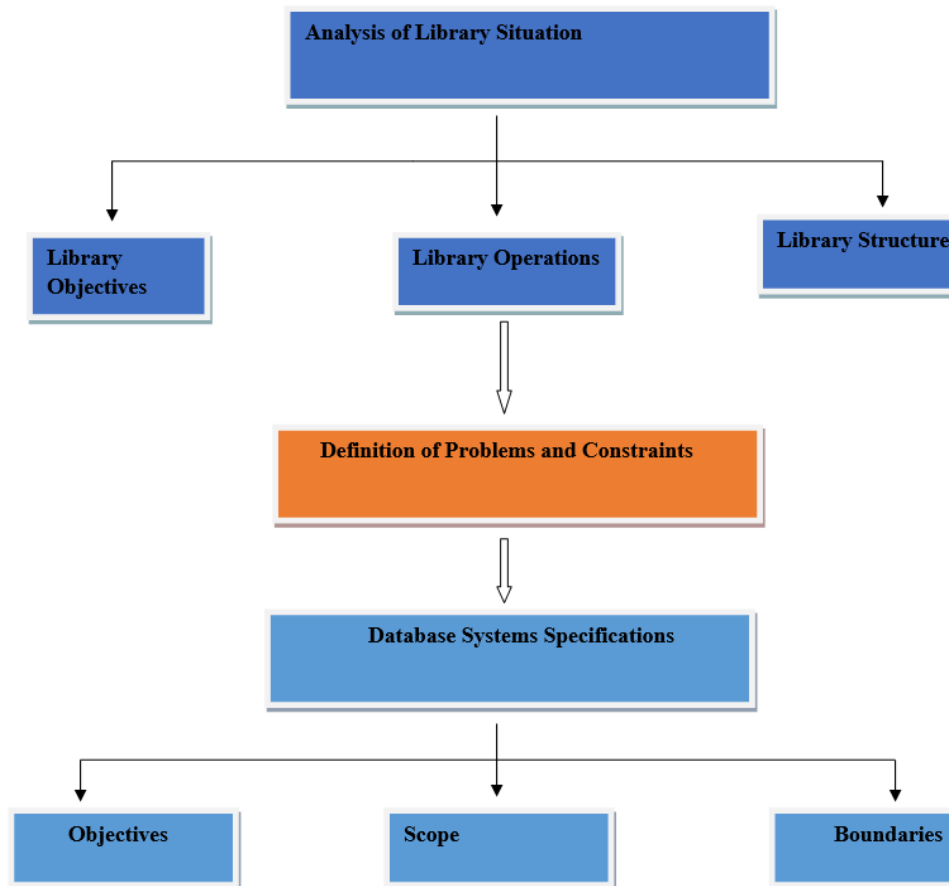 Analysis of Library Situation
Library
Objectives
Library Operations
Library Structure
Definition of Problems and Constraints
Database Systems Specifications
Objectives
Scope
Boundaries